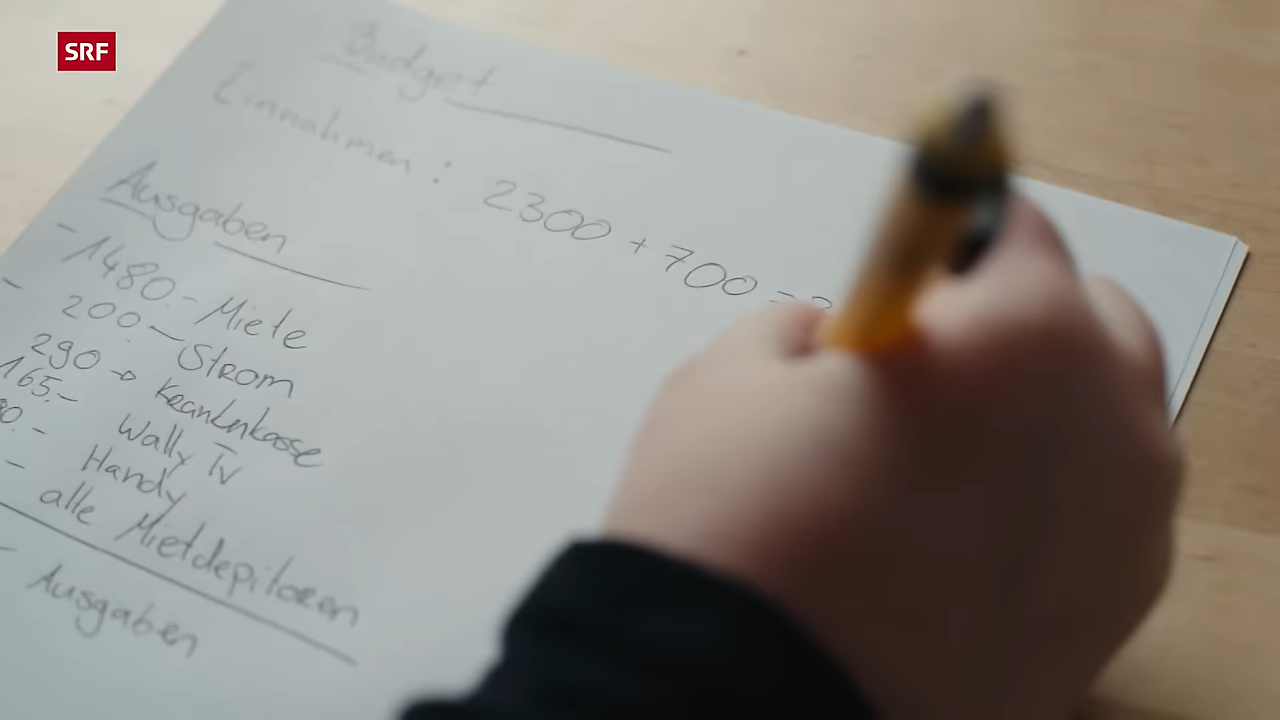 SRF
Budget
Einnahmen: 2300 + 700 =
Ausgaben
- 1480.- Miete
- 200.- Strom
290 → Krankenkasse
165.- Wally Tv
0.- Handy
- alle Mietdepitoren
- Ausgaben